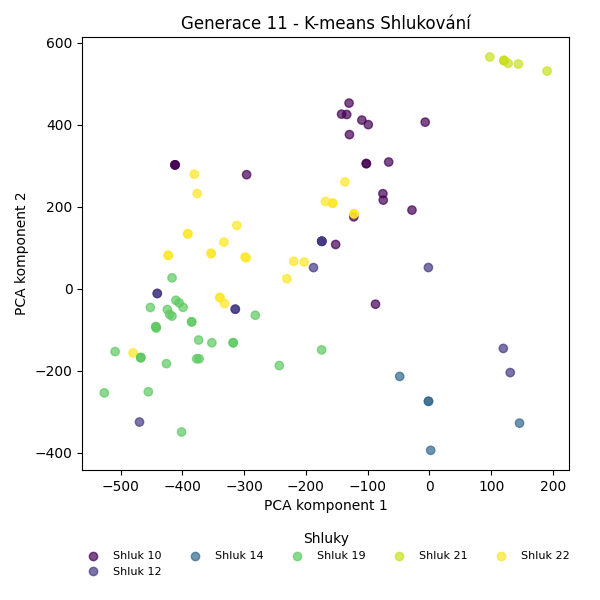 Generace 11 - K-means Shlukování
PCA komponent 2
600
400
200
0
−200
−400
−500
−400
−300
−200
−100
0
100
200
PCA komponent 1
Shluky
Shluk 10
Shluk 14
Shluk 19
Shluk 21
Shluk 22
Shluk 12